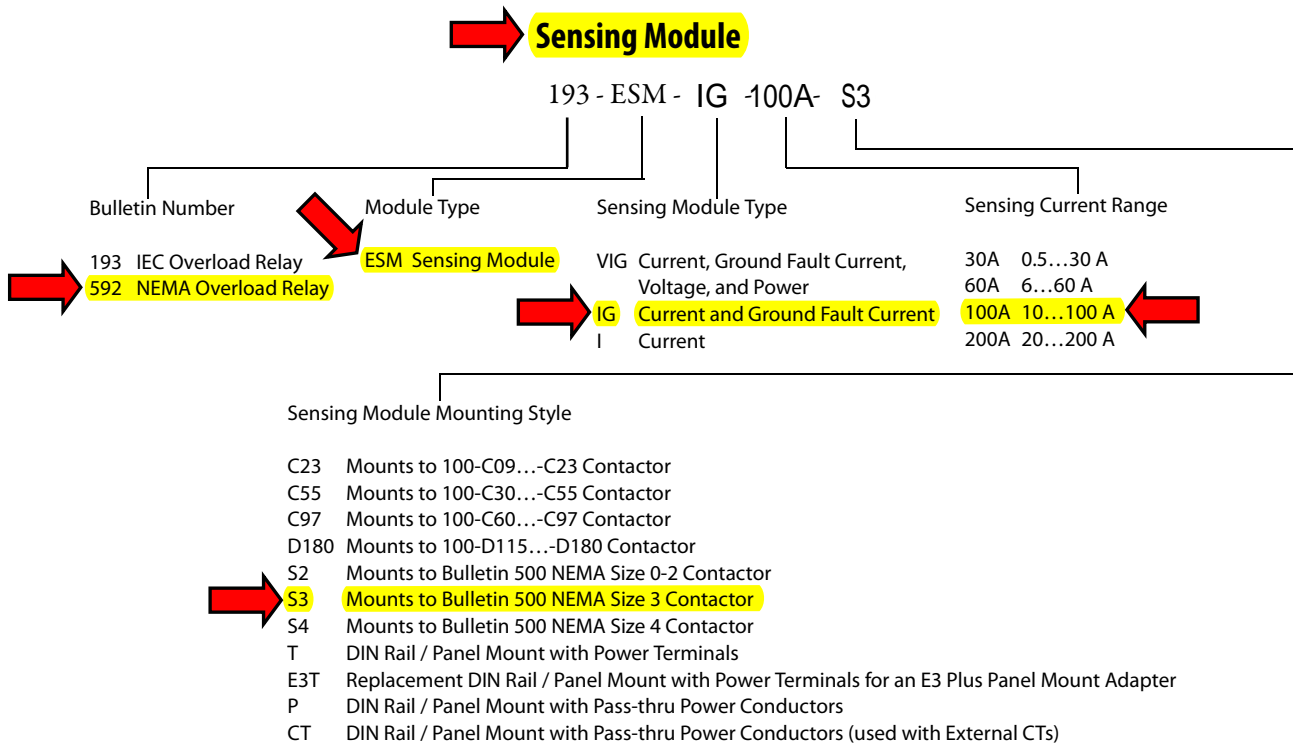 Sensing Module
193 - ESM - IG -100A- S3
Bulletin Number
Module Type
Sensing Module Type
Sensing Current Range
193 IEC Overload Relay
592 NEMA Overload Relay
ESM Sensing Module
VIG Current, Ground Fault Current,
Voltage, and Power
IG Current and Ground Fault Current
I Current
30A 0.5…30 A
60A 6…60 A
100A 10…100 A
200A 20…200 A
Sensing Module Mounting Style
C23 Mounts to 100-C09…-C23 Contactor
C55 Mounts to 100-C30…-C55 Contactor
C97 Mounts to 100-C60…-C97 Contactor
D180 Mounts to 100-D115…-D180 Contactor
S2 Mounts to Bulletin 500 NEMA Size 0-2 Contactor
S3 Mounts to Bulletin 500 NEMA Size 3 Contactor
S4 Mounts to Bulletin 500 NEMA Size 4 Contactor
T DIN Rail / Panel Mount with Power Terminals
E3T Replacement DIN Rail / Panel Mount with Power Terminals for an E3 Plus Panel Mount Adapter
P DIN Rail / Panel Mount with Pass-thru Power Conductors
CT DIN Rail / Panel Mount with Pass-thru Power Conductors (used with External CTs)